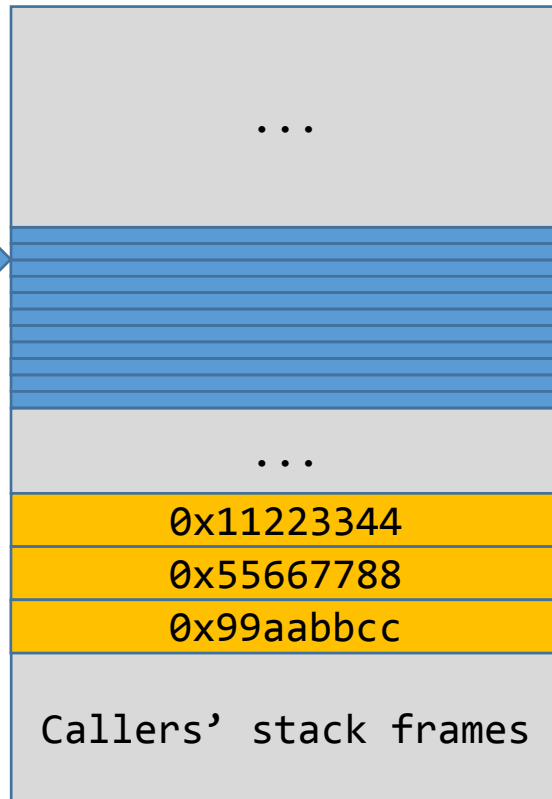 ...
...
0x11223344
0x55667788
0x99aabbcc
Callers’ stack frames